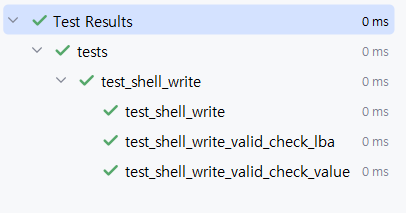 Test Results 0 ms
tests 0 ms
test_shell_write 0 ms
test_shell_write 0 ms
test_shell_write_valid_check_lba 0 ms
test_shell_write_valid_check_value 0 ms